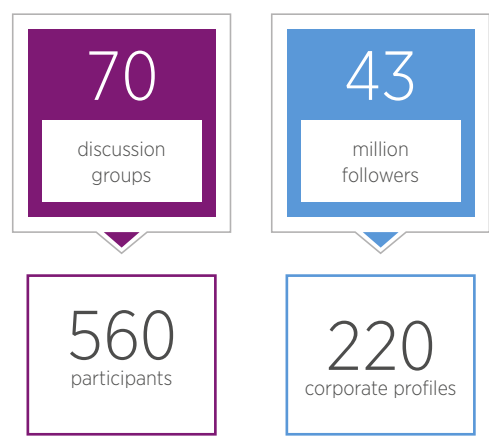 70
discussion
groups
560
participants
43
million
followers
220
corporate profiles